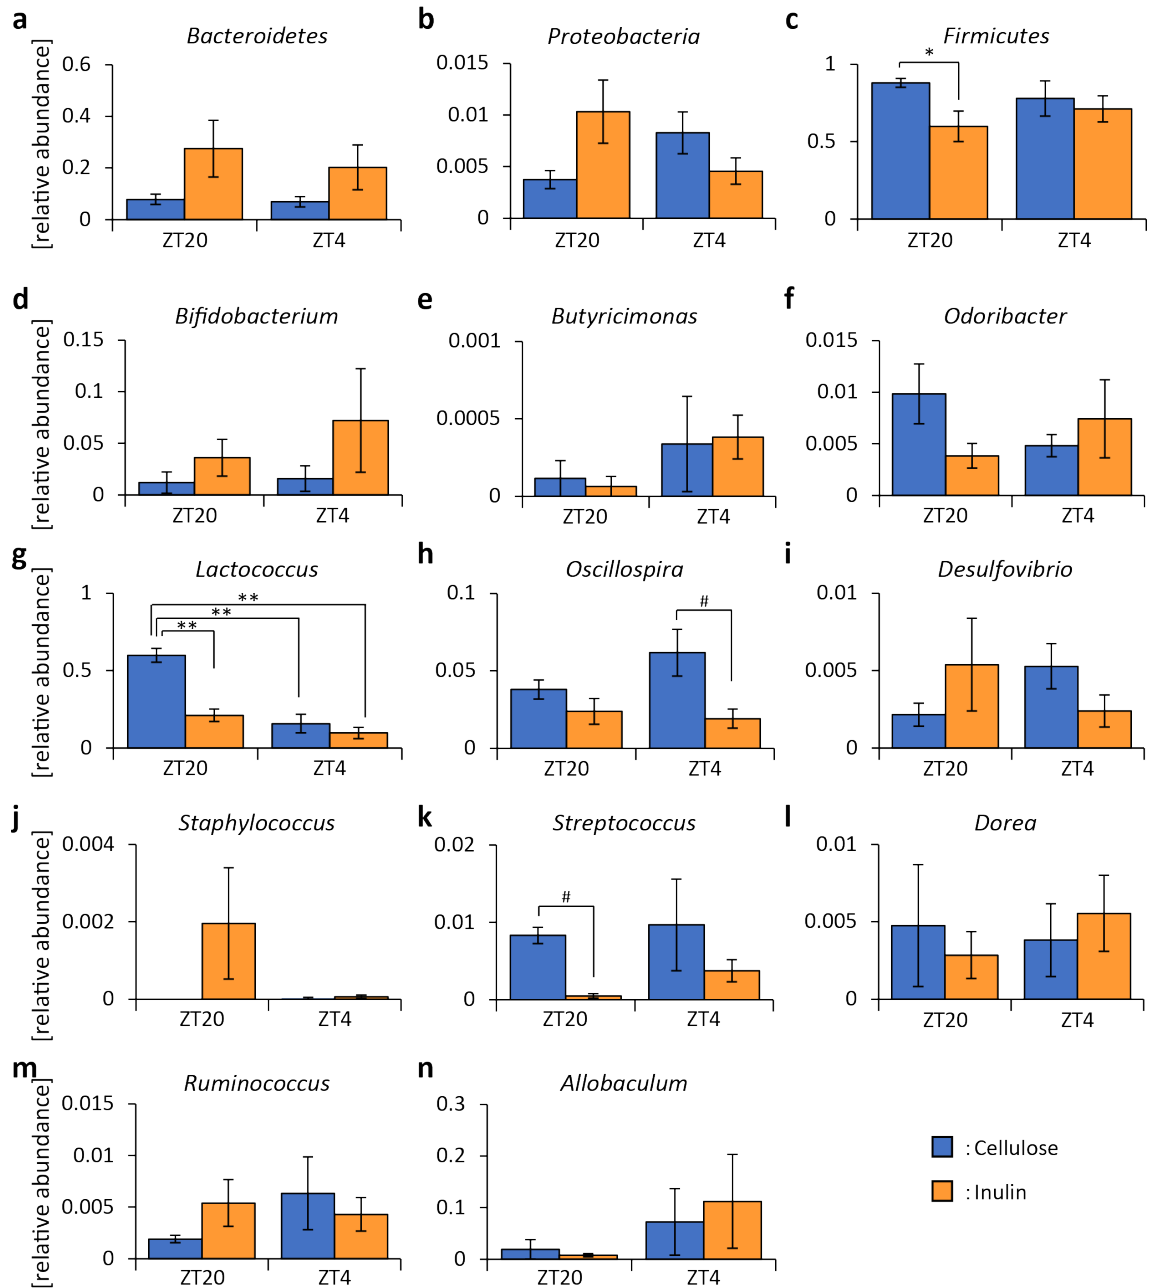 a
Bacteroidetes
[relative abundance]
0.6
0.4
0.2
0
ZT20
ZT4
b
Proteobacteria
0.015
0.01
0.005
0
ZT20
ZT4
c
Firmicutes
1
0.5
0
*
ZT20
ZT4
d
Bifidobacterium
[relative abundance]
0.15
0.1
0.05
0
ZT20
ZT4
e
Butyricimonas
0.001
0.0005
0
ZT20
ZT4
f
Odoribacter
0.015
0.01
0.005
0
ZT20
ZT4
g
Lactococcus
[relative abundance]
1
0.5
0
**
**
**
ZT20
ZT4
h
Oscillospira
0.1
0.05
0
#
ZT20
ZT4
i
Desulfovibrio
0.01
0.005
0
ZT20
ZT4
j
Staphylococcus
[relative abundance]
0.004
0.002
0
ZT20
ZT4
k
Streptococcus
0.02
0.01
0
#
ZT20
ZT4
l
Dorea
0.01
0.005
0
ZT20
ZT4
m
Ruminococcus
[relative abundance]
0.015
0.01
0.005
0
ZT20
ZT4
n
Allobaculum
0.3
0.2
0.1
0
ZT20
ZT4
: Cellulose
: Inulin